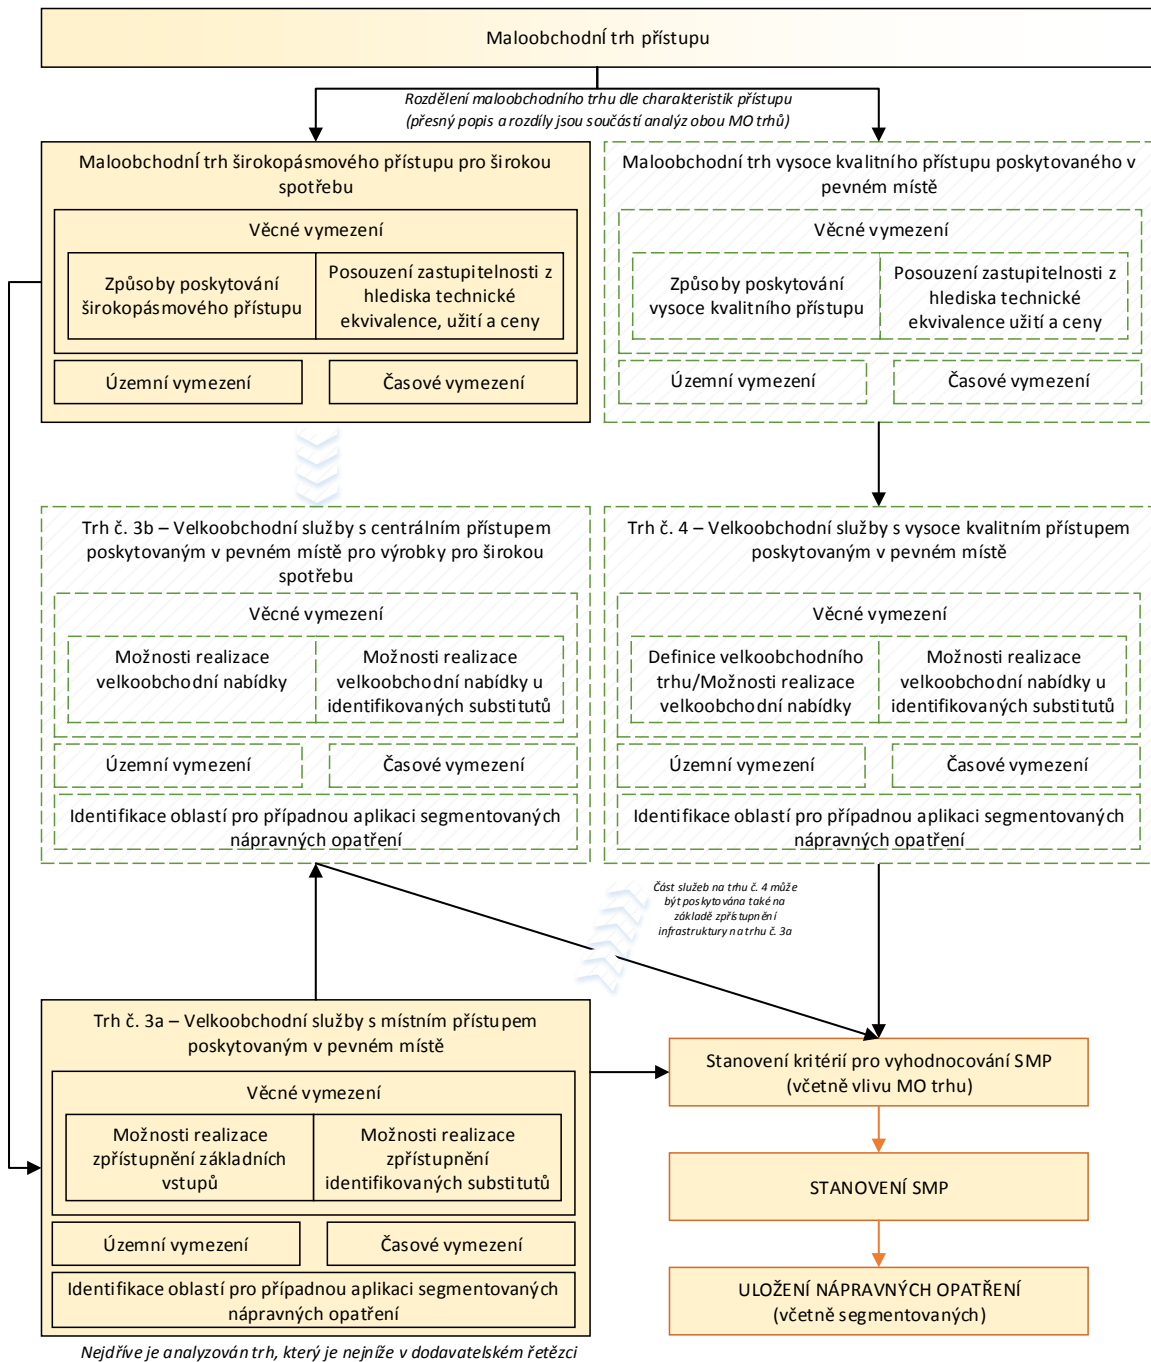 Maloobchodní trh přístupu
Rozdělení maloobchodního trhu dle charakteristik přístupu
(přesný popis a rozdíly jsou součástí analýz obou MO trhů)
Maloobchodní trh širokopásmového přístupu pro širokou
spotřebu
Věcné vymezení
Způsoby poskytování
širokopásmového přístupu
Posouzení zastupitelnosti z
hlediska technické
ekvivalence, užití a ceny
Územní vymezení
Časové vymezení
Maloobchodní trh vysoce kvalitního přístupu poskytovaného v
pevném místě
Věcné vymezení
Způsoby poskytování
vysoce kvalitního přístupu
Posouzení zastupitelnosti z
hlediska technické
ekvivalence užití a ceny
Územní vymezení
Časové vymezení
Trh č. 3b – Velkoobchodní služby s centrálním přístupem
poskytovaným v pevném místě pro výrobky pro širokou
spotřebu
Věcné vymezení
Možnosti realizace
velkoobchodní nabídky
Možnosti realizace
velkoobchodní nabídky u
identifikovaných substitutů
Územní vymezení
Časové vymezení
Identifikace oblastí pro případnou aplikaci segmentovaných
nápravných opatření
Trh č. 4 – Velkoobchodní služby s vysoce kvalitním přístupem
poskytovaným v pevném místě
Věcné vymezení
Definice velkoobchodního
trhu/Možnosti realizace
velkoobchodní nabídky
Možnosti realizace
velkoobchodní nabídky u
identifikovaných substitutů
Územní vymezení
Časové vymezení
Identifikace oblastí pro případnou aplikaci segmentovaných
nápravných opatření
Část služeb na trhu č. 4 může
být poskytována také na
základě zpřístupnění
infrastruktury na trhu č. 3a
Trh č. 3a – Velkoobchodní služby s místním přístupem
poskytovaným v pevném místě
Věcné vymezení
Možnosti realizace
zpřístupnění základních
vstupů
Možnosti realizace
zpřístupnění
identifikovaných substitutů
Územní vymezení
Časové vymezení
Identifikace oblastí pro případnou aplikaci segmentovaných
nápravných opatření
Nejdříve je analyzován trh, který je nejníže v dodavatelském řetězci
Stanovení kritérií pro vyhodnocování SMP
(včetně vlivu MO trhu)
STANOVENÍ SMP
ULOŽENÍ NÁPRAVNÝCH OPATŘENÍ
(včetně segmentovaných)